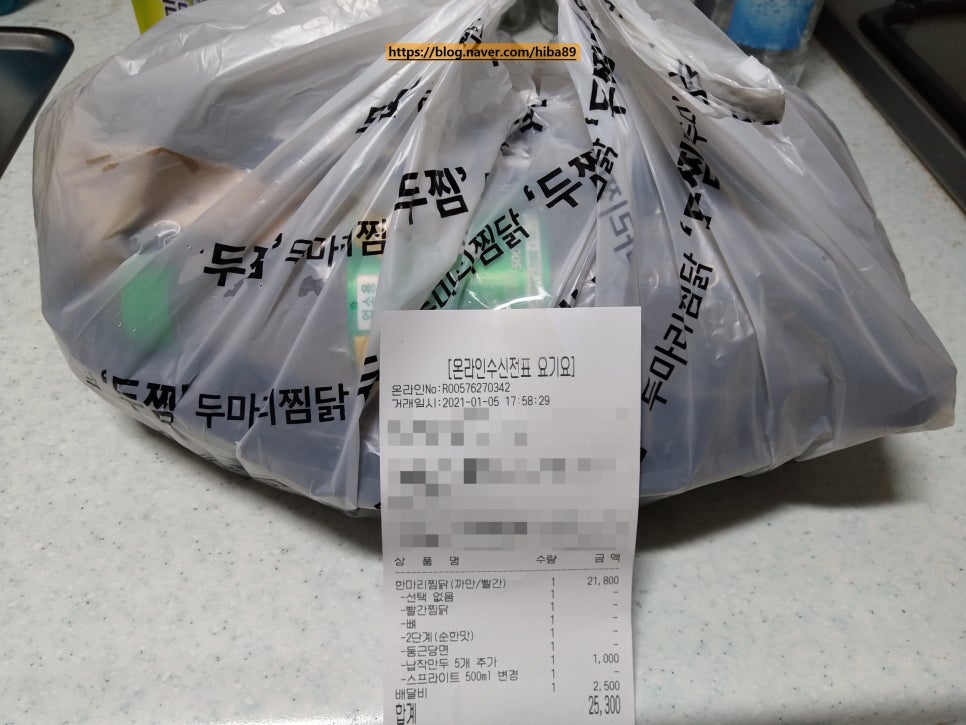 https://blog.naver.com/hiba89
두찜'
'두찜
두마리찜닭
두마리찜
두마리찜닭
'두찜' 두마리찜닭
업소용
500
[온라인수신전표 요기요]
온라인No:R00576270342
거래일시:2021-01-05 17:58:29
상 품 명 수량 금 액
한마리찜닭(까만/빨간) 1 21,800
-선택 없음 1 -
-빨간찜닭 1 -
-뼈 1 -
-2단계(순한맛) 1 -
-둥근당면 1 -
-납작만두 5개 추가 1 1,000
-스프라이트 500ml 변경 1 -
배달비 1 2,500
합계 25,300